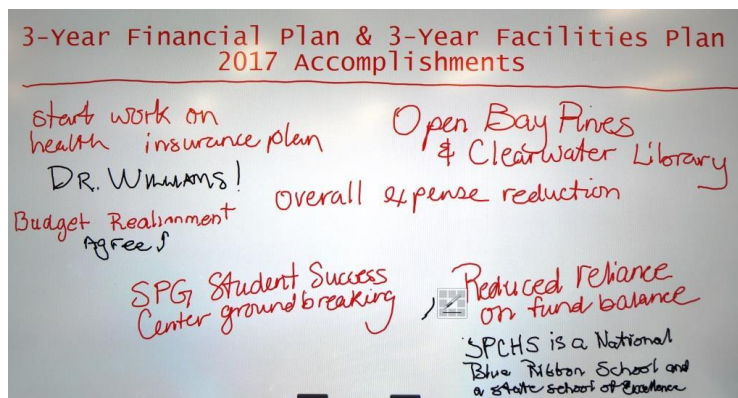 3-Year Financial Plan & 3-Year Facilities Plan
2017 Accomplishments
start work on
health insurance plan
DR. WILLIAMS!
Open Bay Pines
& Clearwater Library
overall expense reduction
Budget Realignment
Agree
SPG Student Success
Center groundbreaking
Reduced reliance
on fund balance
SPCHS is a National
Blue Ribbon School and
a state school of Excellence